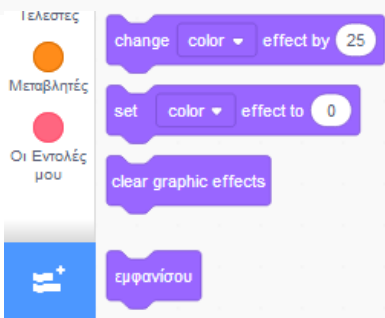 Τελεστές
Μεταβλητές
Οι Εντολές
μου
change color effect by 25
set color effect to 0
clear graphic effects
εμφανίσου